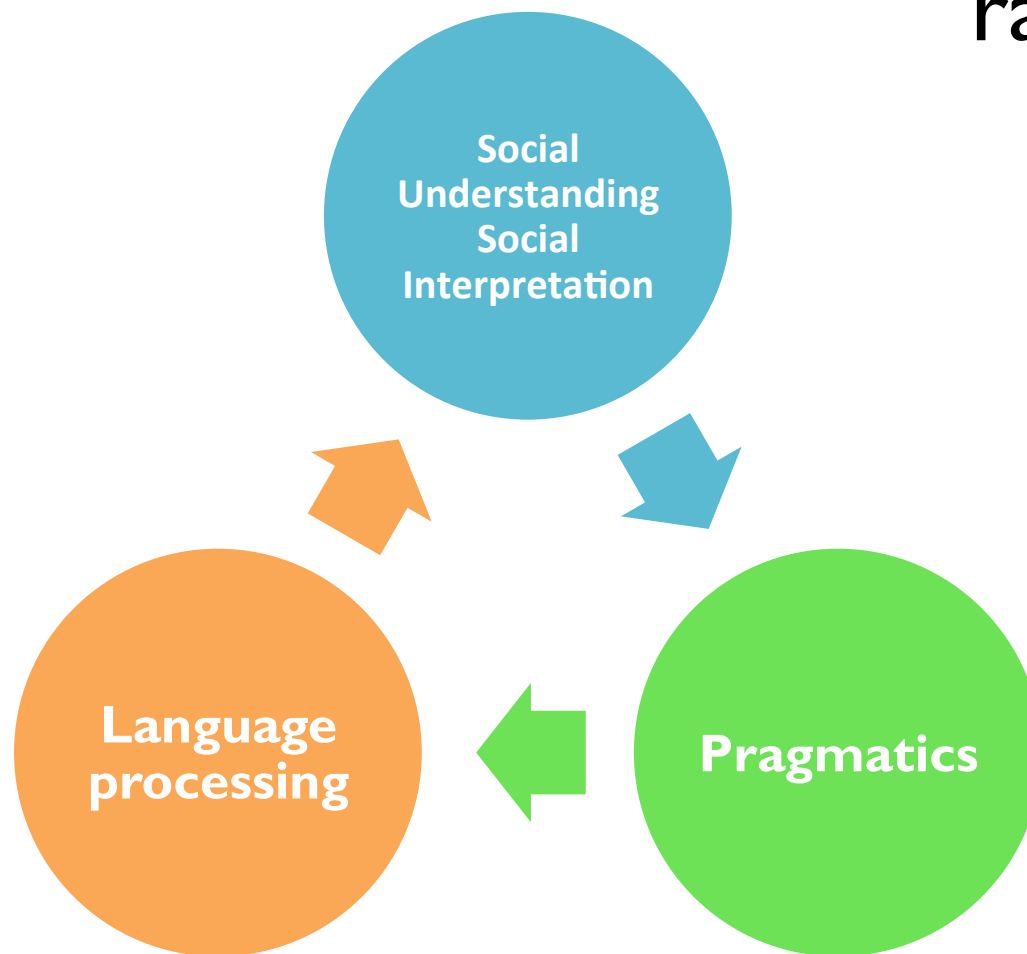 Social
Understanding
Social
Interpretation
Language
processing
Pragmatics